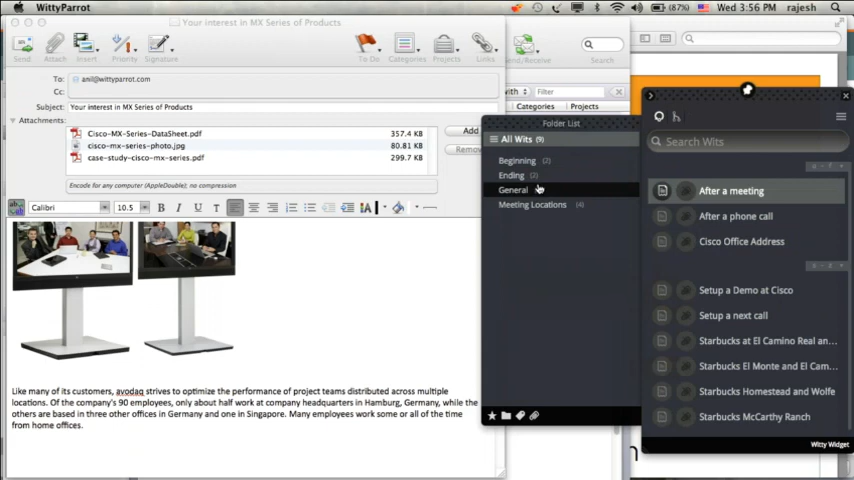 WittyParrot
(87%)
Wed 3:56 PM
rajesh
Your interest in MX Series of Products
Send
Attach
Insert
Priority
Signature
To Do
Categories
Projects
Links
Send/Receive
Search
To:
anil@wittyparrot.com
Cc:
Subject: Your interest in MX Series of Products
Attachments:
Cisco-MX-Series-DataSheet.pdf 357.4 KB
cisco-mx-series-photo.jpg 80.81 KB
case-study-cisco-mx-series.pdf 299.7 KB
Add
Remov
Encode for any computer (AppleDouble); no compression
with
Filter
Categories Projects
Calibri 10.5 B I U T
Like many of its customers, avodaq strives to optimize the performance of project teams distributed across multiple
locations. Of the company's 90 employees, only about half work at company headquarters in Hamburg, Germany, while the
others are based in three other offices in Germany and one in Singapore. Many employees work some or all of the time
from home offices.
Folder List
All Wits (9)
Beginning (2)
Ending (3)
General
Meeting Locations (4)
Search Wits
After a meeting
After a phone call
Cisco Office Address
Setup a Demo at Cisco
Setup a next call
Starbucks at El Camino Real an...
Starbucks El Monte and El Cam...
Starbucks Homestead and Wolfe
Starbucks McCarthy Ranch
Witty Widget